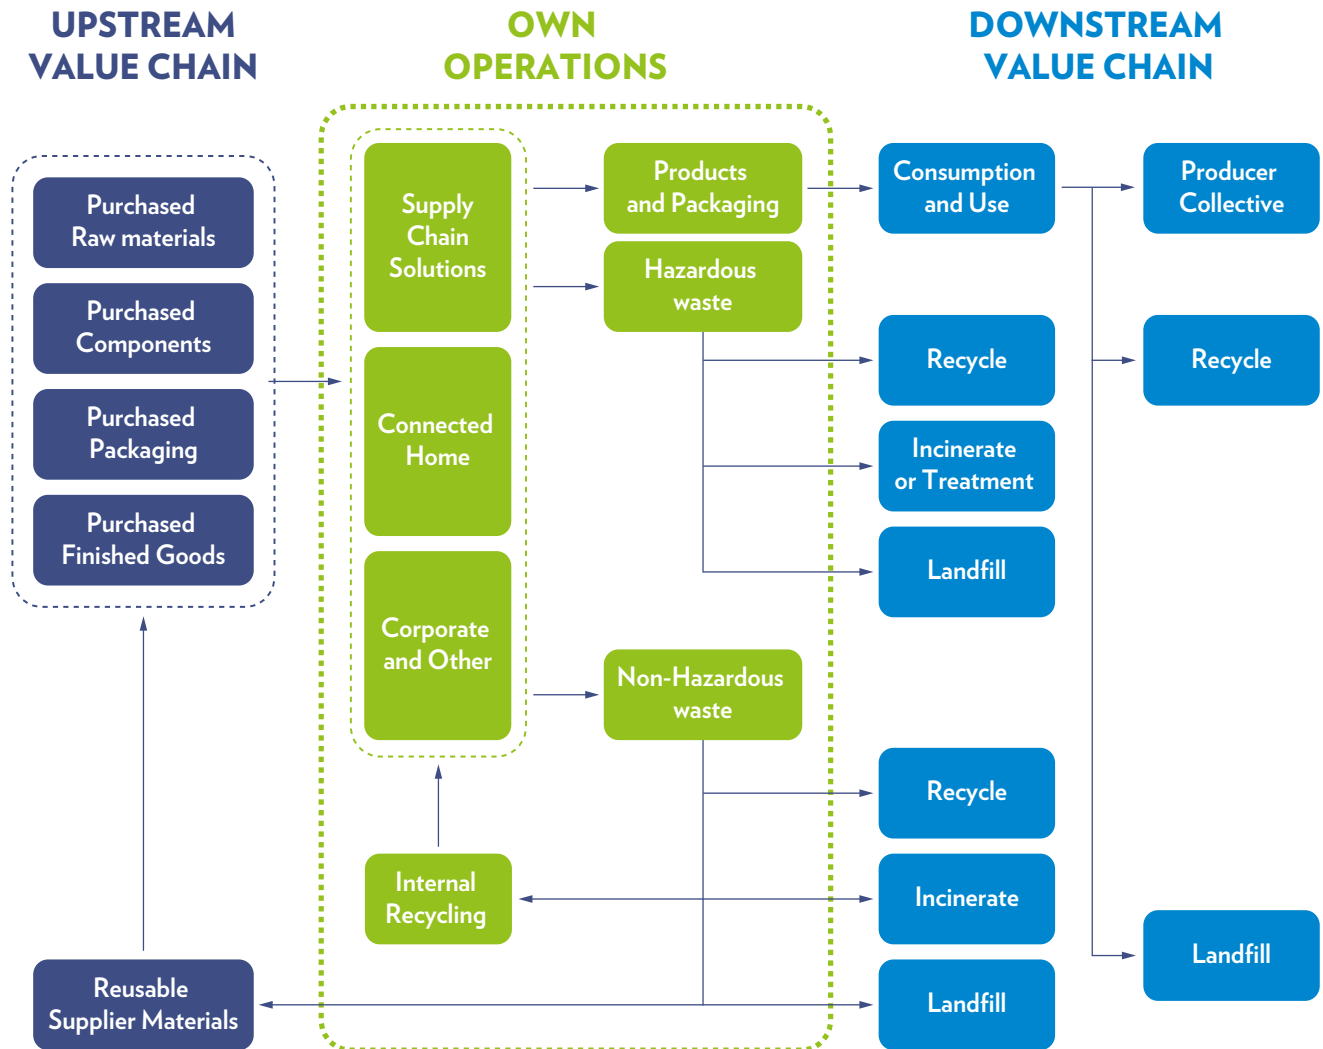 UPSTREAM
VALUE CHAIN
OWN
OPERATIONS
DOWNSTREAM
VALUE CHAIN
Purchased
Raw materials
Purchased
Components
Purchased
Packaging
Purchased
Finished Goods
Reusable
Supplier Materials
Supply
Chain
Solutions
Connected
Home
Corporate
and Other
Internal
Recycling
Products
and Packaging
Hazardous
waste
Non-Hazardous
waste
Consumption
and Use
Recycle
Incinerate
or Treatment
Landfill
Recycle
Incinerate
Landfill
Producer
Collective
Recycle
Landfill